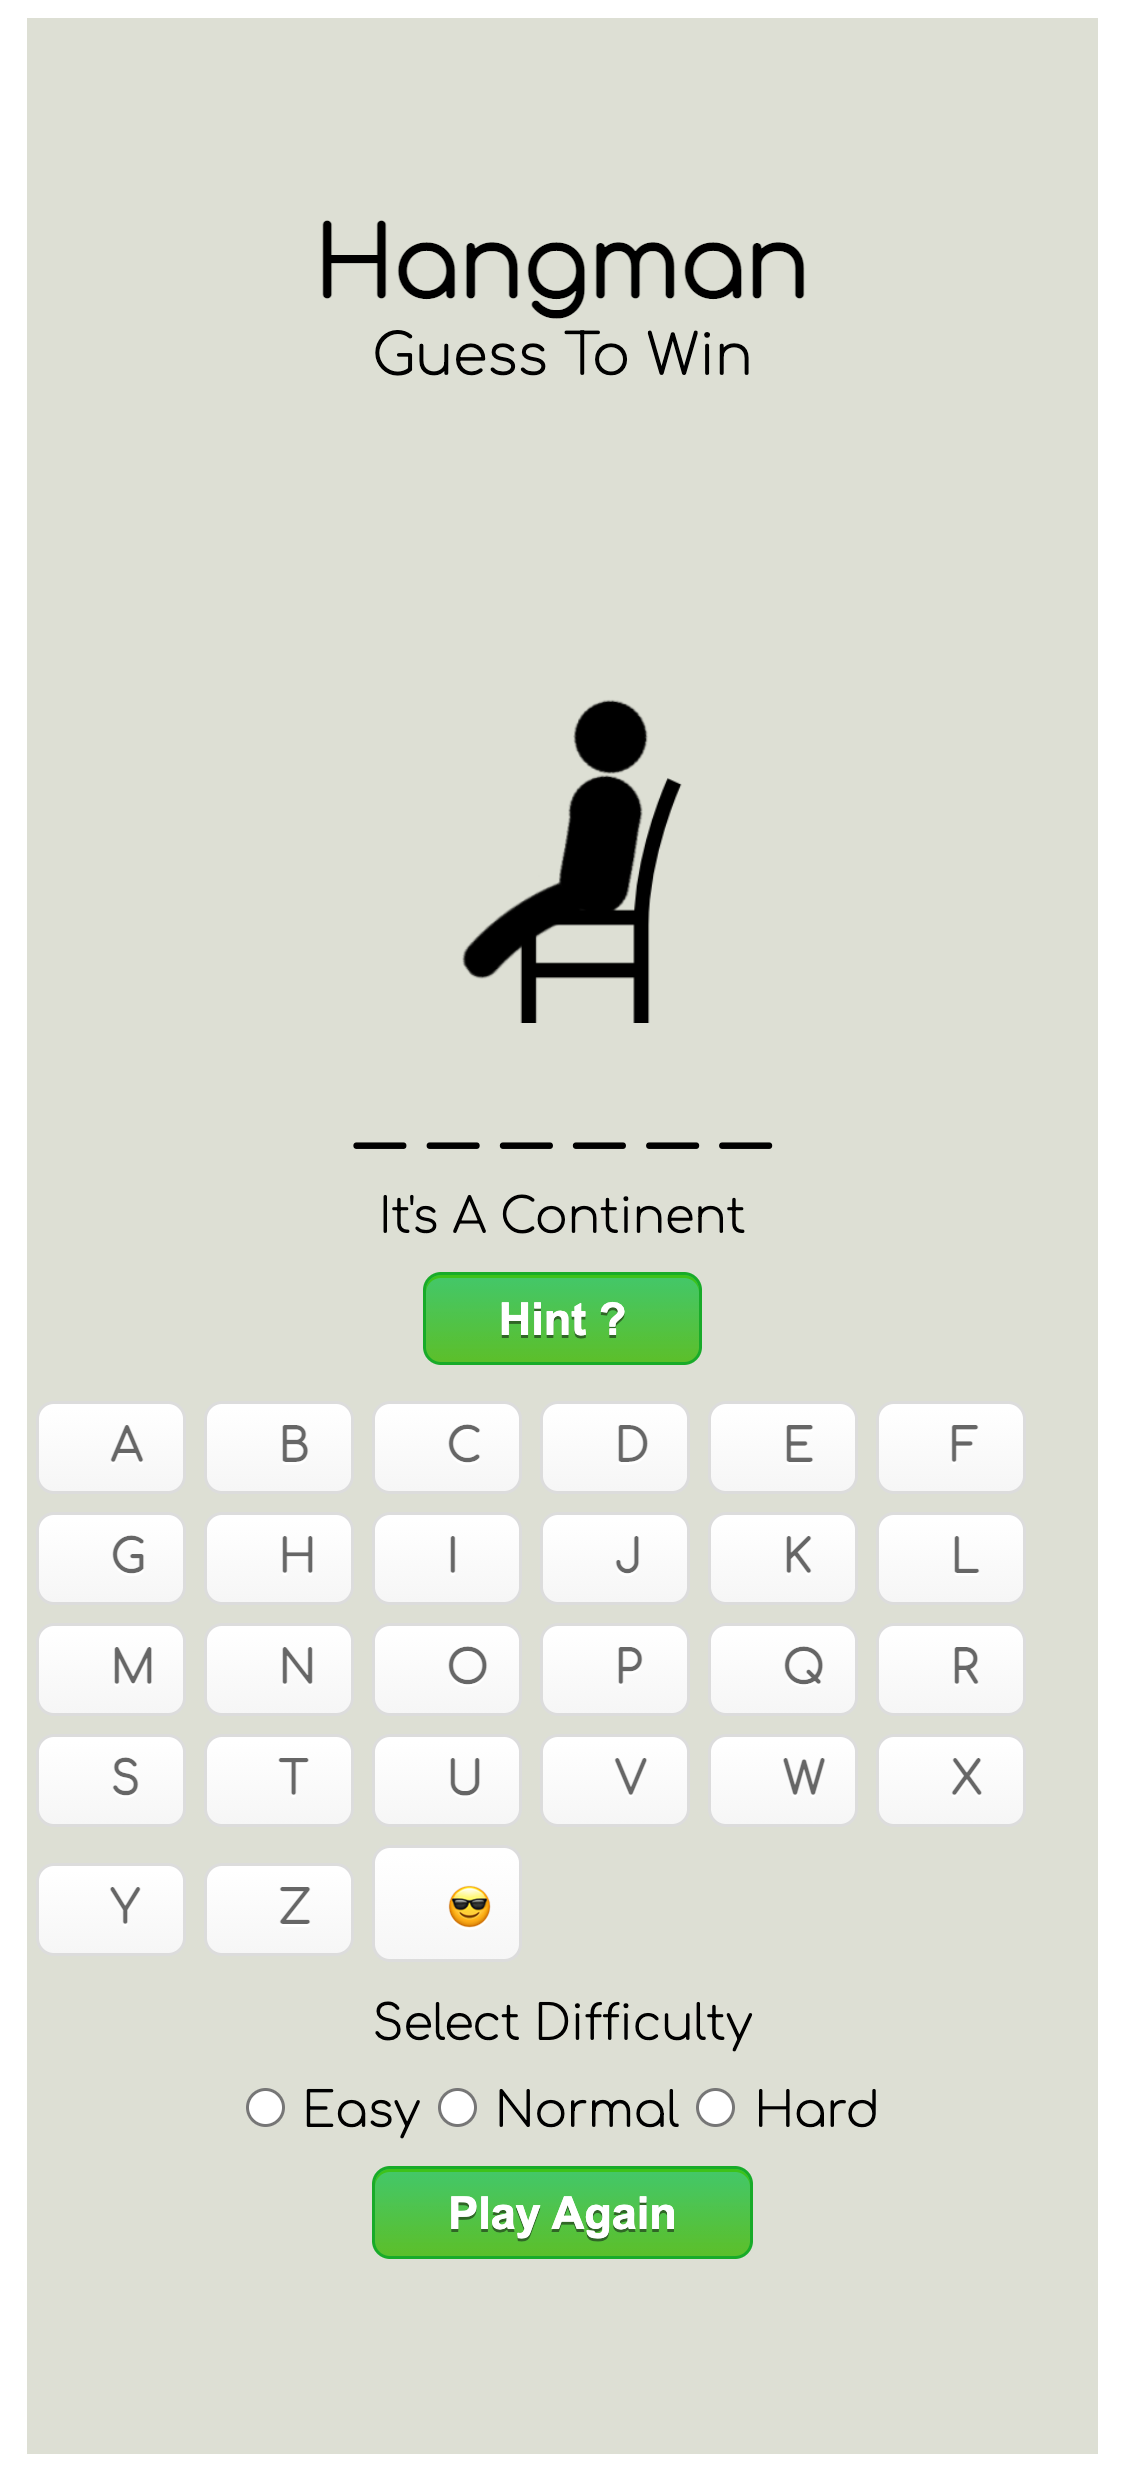 Hangman
Guess To Win
_ _ _ _ _ _
It's A Continent
Hint ?
A B C D E F
G H I J K L
M N O P Q R
S T U V W X
Y Z 😎
Select Difficulty
Easy Normal Hard
Play Again